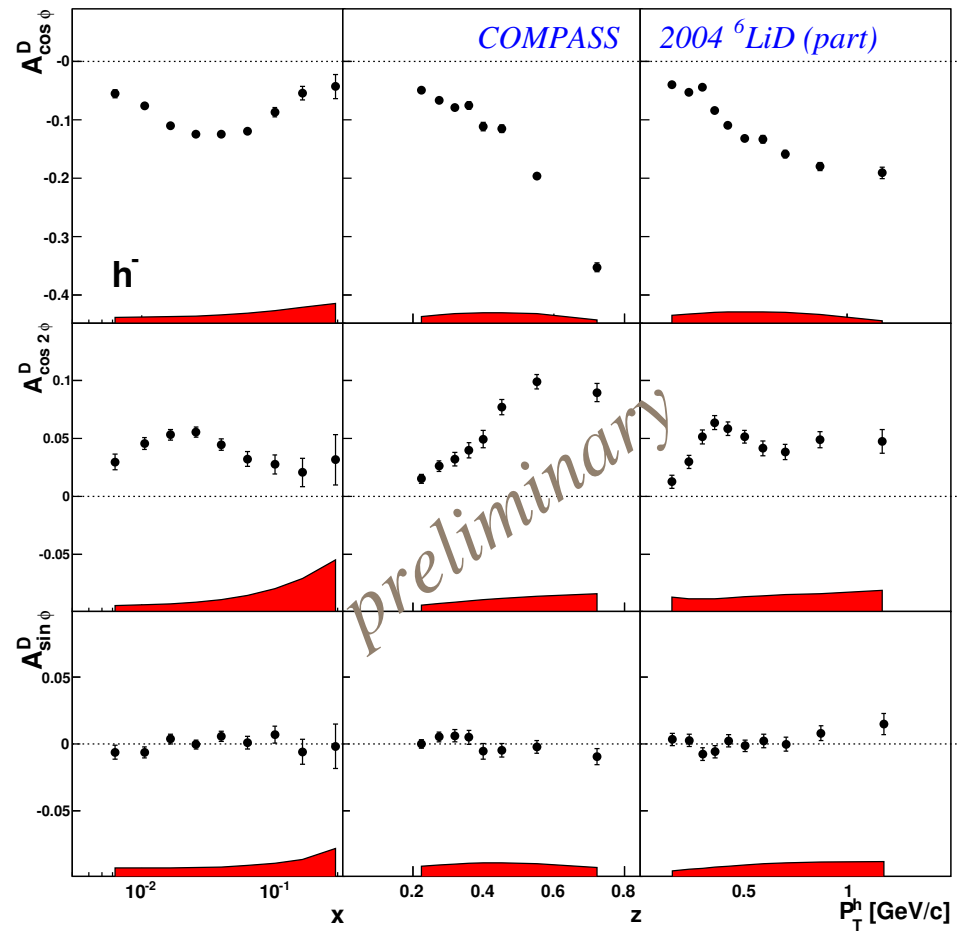 COMPASS 2004 ⁶LiD (part)
A^D_cos ϕ
-0
-0.1
-0.2
-0.3
-0.4
h⁻
A^D_cos 2ϕ
0.1
0.05
0
-0.05
preliminary
A^D_sin ϕ
0.05
0
-0.05
10⁻² 10⁻¹ 0.2 0.4 0.6 0.8 0.5 1
x z P^h_T [GeV/c]